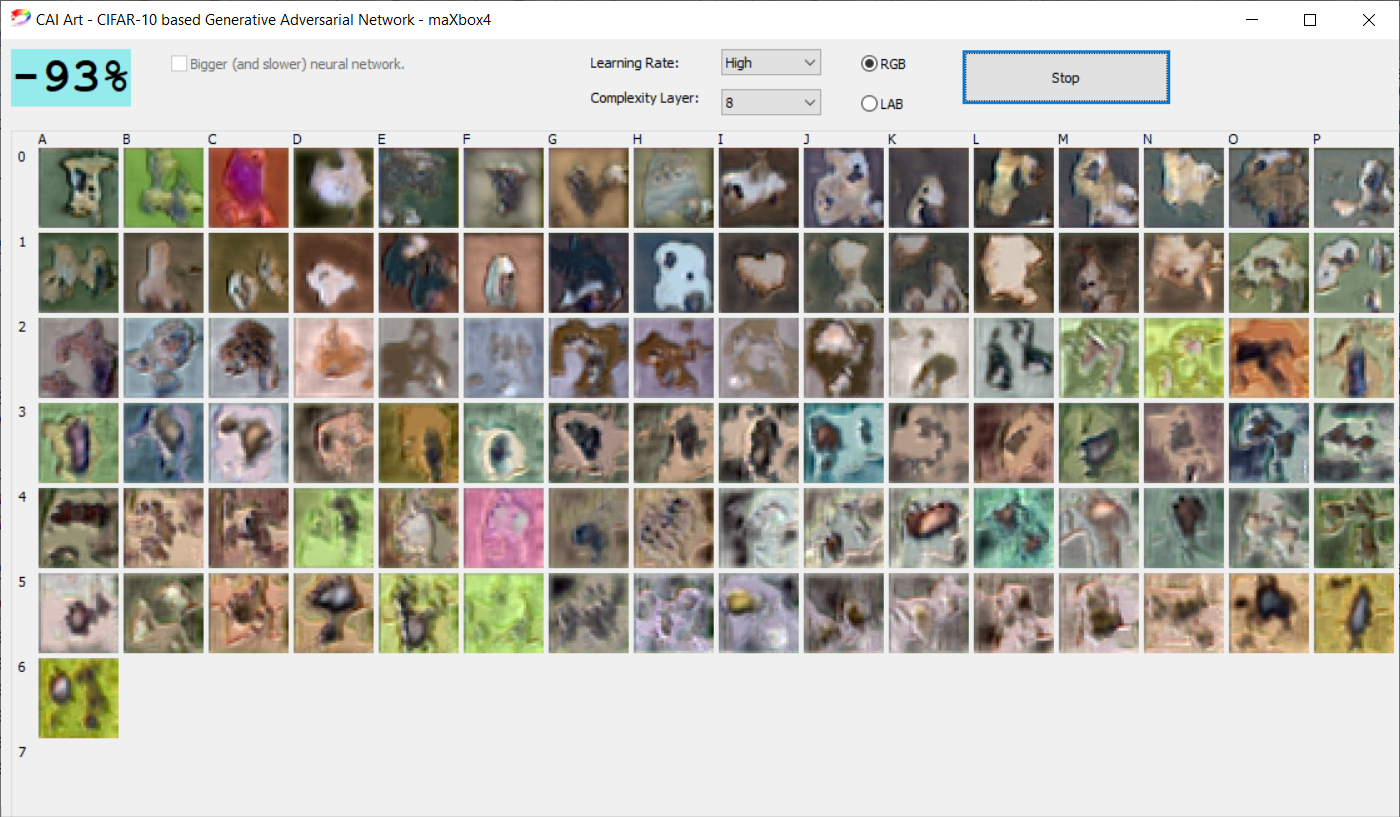 CAI Art - CIFAR-10 based Generative Adversarial Network - maXbox4
-93%
Bigger (and slower) neural network.
Learning Rate: High
RGB
Stop
Complexity Layer: 8
LAB
A B C D E F G H I J K L M N O P
0
1
2
3
4
5
6
7